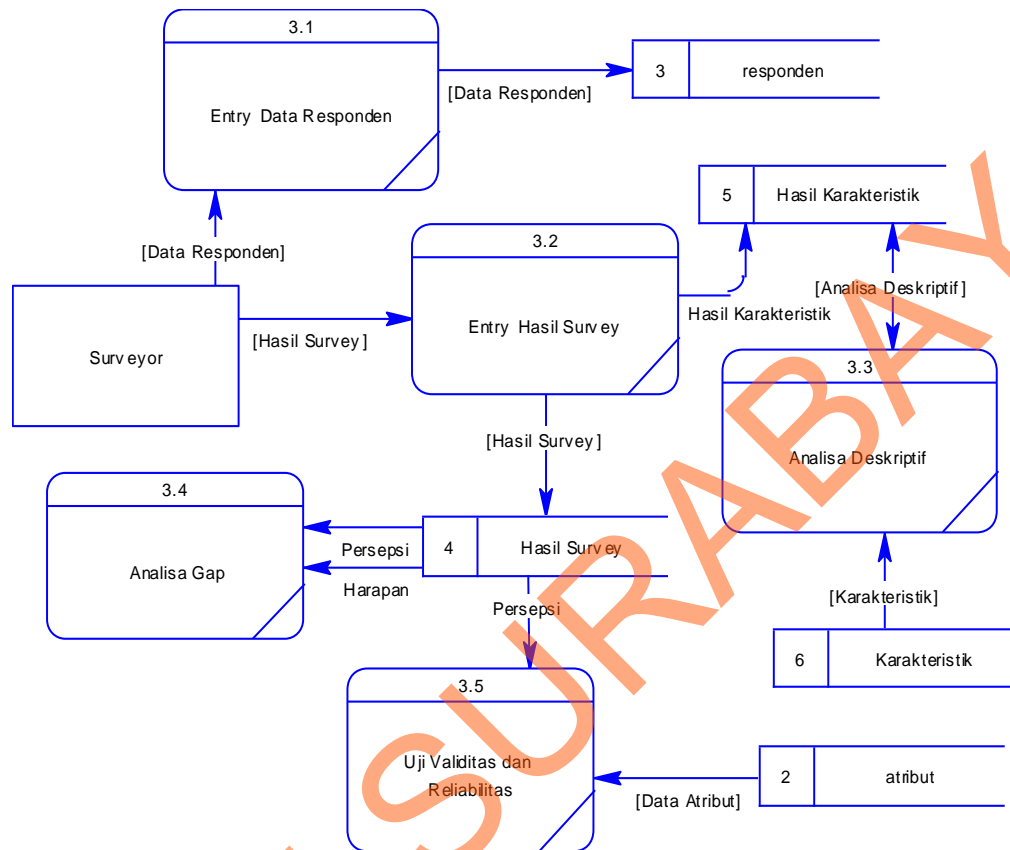 3.1
Entry Data Responden
[Data Responden]
3
responden
[Data Responden]
5
Hasil Karakteristik
3.2
Entry Hasil Survey
[Hasil Survey]
Hasil Karakteristik
[Analisa Deskriptif]
Surveyor
3.3
Analisa Deskriptif
[Hasil Survey]
3.4
Analisa Gap
Persepsi
Harapan
4
Hasil Survey
Persepsi
[Karakteristik]
6
Karakteristik
3.5
Uji Validitas dan
Reliabilitas
[Data Atribut]
2
atribut
SURABAY